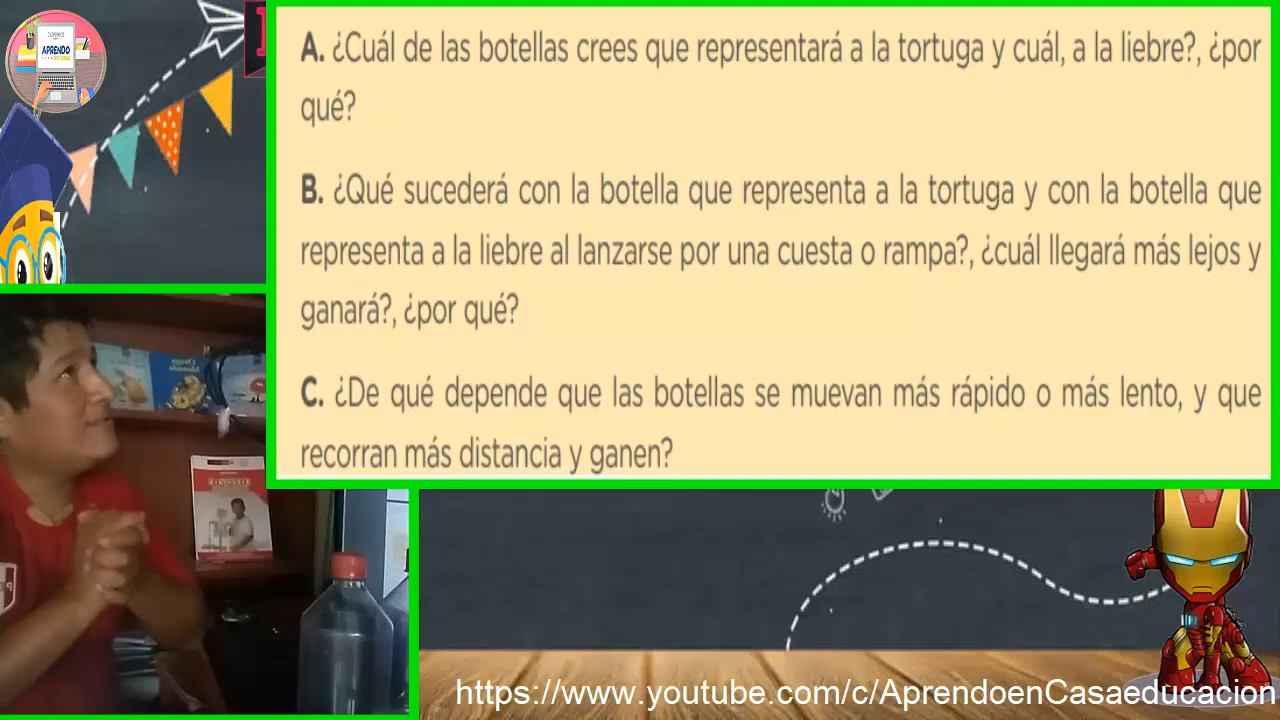 APRENDO
A. ¿Cuál de las botellas crees que representará a la tortuga y cuál, a la liebre?, ¿por
qué?
B. ¿Qué sucederá con la botella que representa a la tortuga y con la botella que
representa a la liebre al lanzarse por una cuesta o rampa?, ¿cuál llegará más lejos y
ganará?, ¿por qué?
C. ¿De qué depende que las botellas se muevan más rápido o más lento, y que
recorran más distancia y ganen?
https://www.youtube.com/c/AprendoenCasaeducacion